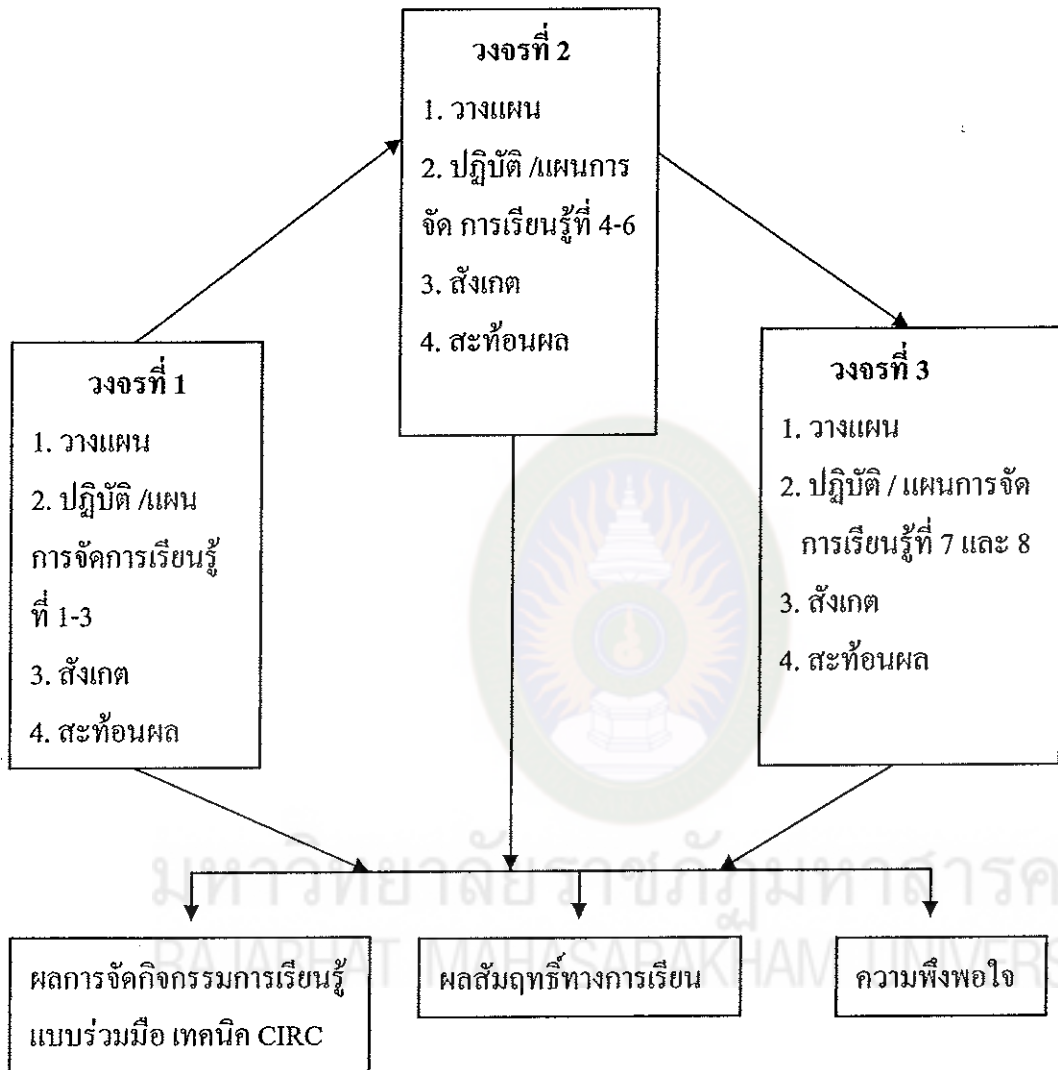 วงจรที่ 2
1. วางแผน
2. ปฏิบัติ /แผนการ
จัด การเรียนรู้ที่ 4-6
3. สังเกต
4. สะท้อนผล
วงจรที่ 1
1. วางแผน
2. ปฏิบัติ /แผน
การจัดการเรียนรู้
ที่ 1-3
3. สังเกต
4. สะท้อนผล
วงจรที่ 3
1. วางแผน
2. ปฏิบัติ / แผนการจัด
การเรียนรู้ที่ 7 และ 8
3. สังเกต
4. สะท้อนผล
มหาวิทยาลัยราชภัฏมหาสารค
RAJABHAT MAHASARAKHAM UNIVERS
ผลการจัดกิจกรรมการเรียนรู้
แบบร่วมมือ เทคนิค CIRC
ผลสัมฤทธิ์ทางการเรียน
ความพึงพอใจ